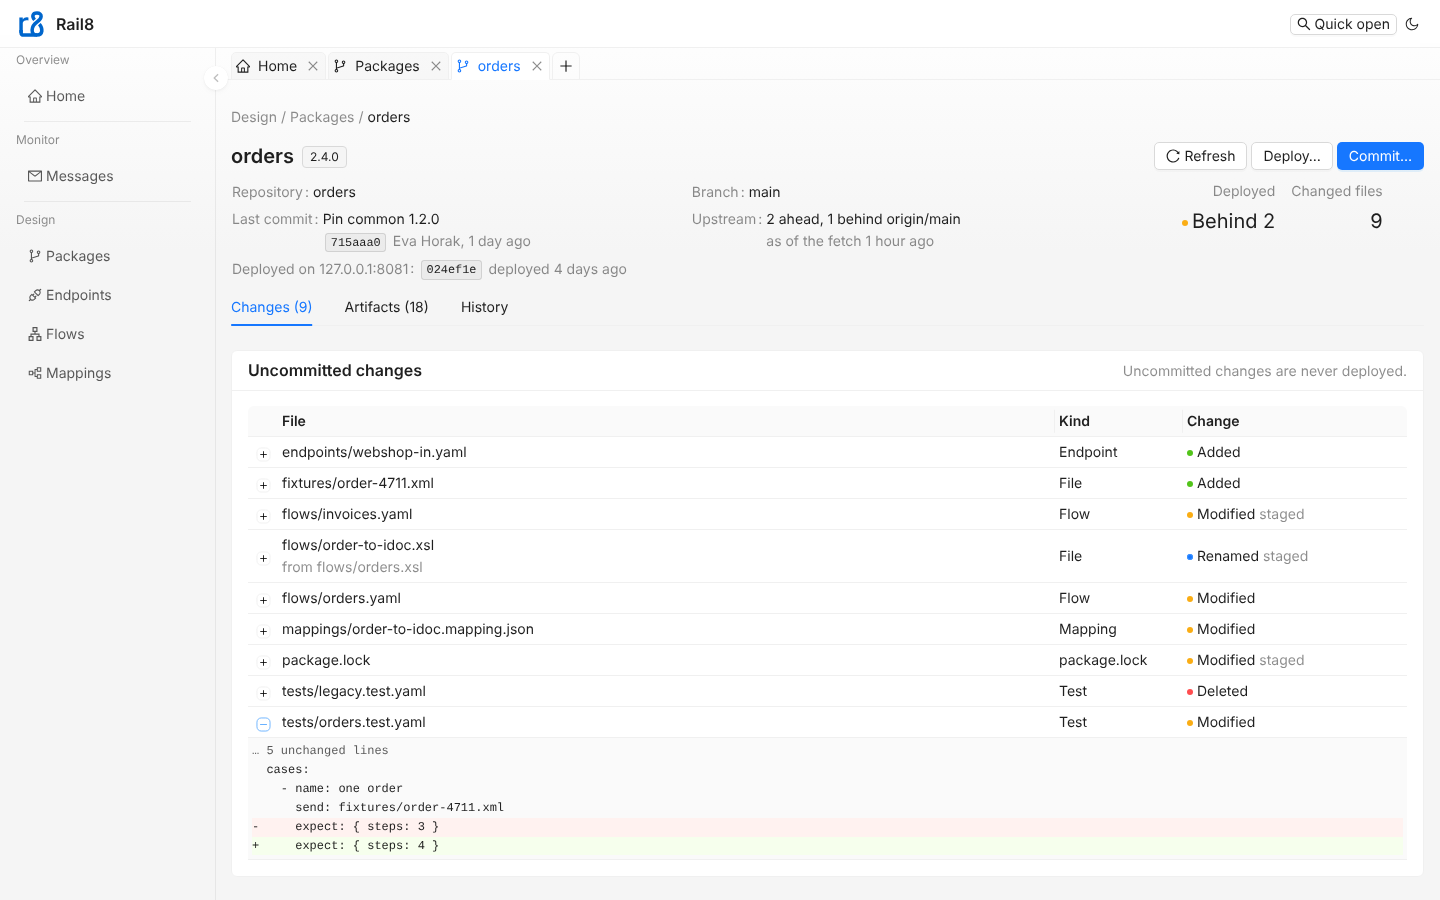 r8 Rail8
Quick open
Overview
Home
Monitor
Messages
Design
Packages
Endpoints
Flows
Mappings
Home
Packages
orders
Design / Packages / orders
orders 2.4.0
Refresh
Deploy...
Commit...
Repository: orders
Branch: main
Deployed
Behind 2
Changed files
9
Last commit: Pin common 1.2.0
715aaa0 Eva Horak, 1 day ago
Upstream: 2 ahead, 1 behind origin/main
as of the fetch 1 hour ago
Deployed on 127.0.0.1:8081: 024ef1e deployed 4 days ago
Changes (9)
Artifacts (18)
History
Uncommitted changes
Uncommitted changes are never deployed.
File Kind Change
+ endpoints/webshop-in.yaml Endpoint Added
+ fixtures/order-4711.xml File Added
+ flows/invoices.yaml Flow Modified staged
+ flows/order-to-idoc.xsl File Renamed staged
from flows/orders.xsl
+ flows/orders.yaml Flow Modified
+ mappings/order-to-idoc.mapping.json Mapping Modified
+ package.lock package.lock Modified staged
+ tests/legacy.test.yaml Test Deleted
− tests/orders.test.yaml Test Modified
… 5 unchanged lines
cases:
- name: one order
send: fixtures/order-4711.xml
- expect: { steps: 3 }
+ expect: { steps: 4 }